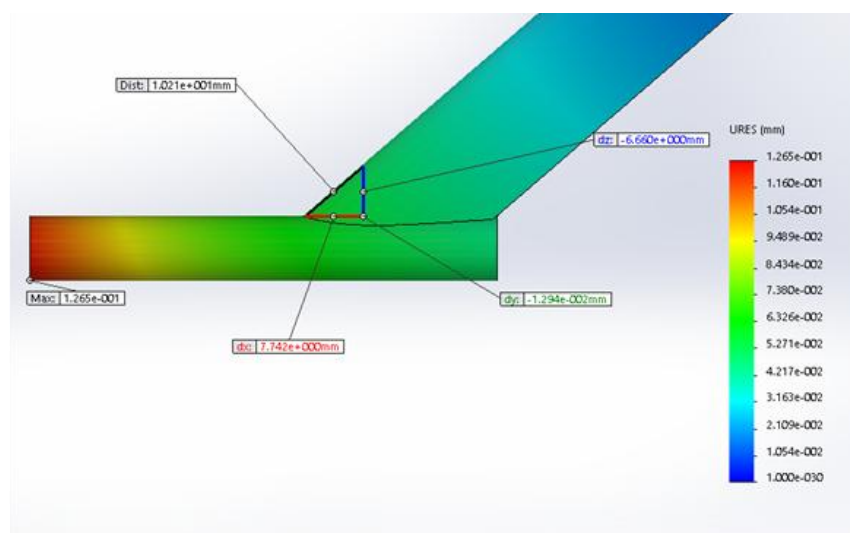 Dist: 1.021e+001mm
dz: -6.660e+000mm
URES (mm)
1.265e-001
1.160e-001
1.054e-001
9.489e-002
8.434e-002
7.380e-002
6.326e-002
5.271e-002
4.217e-002
3.163e-002
2.109e-002
1.054e-002
1.000e-030
Max: 1.265e-001
dy: -1.294e-002mm
dx: 7.742e+000mm